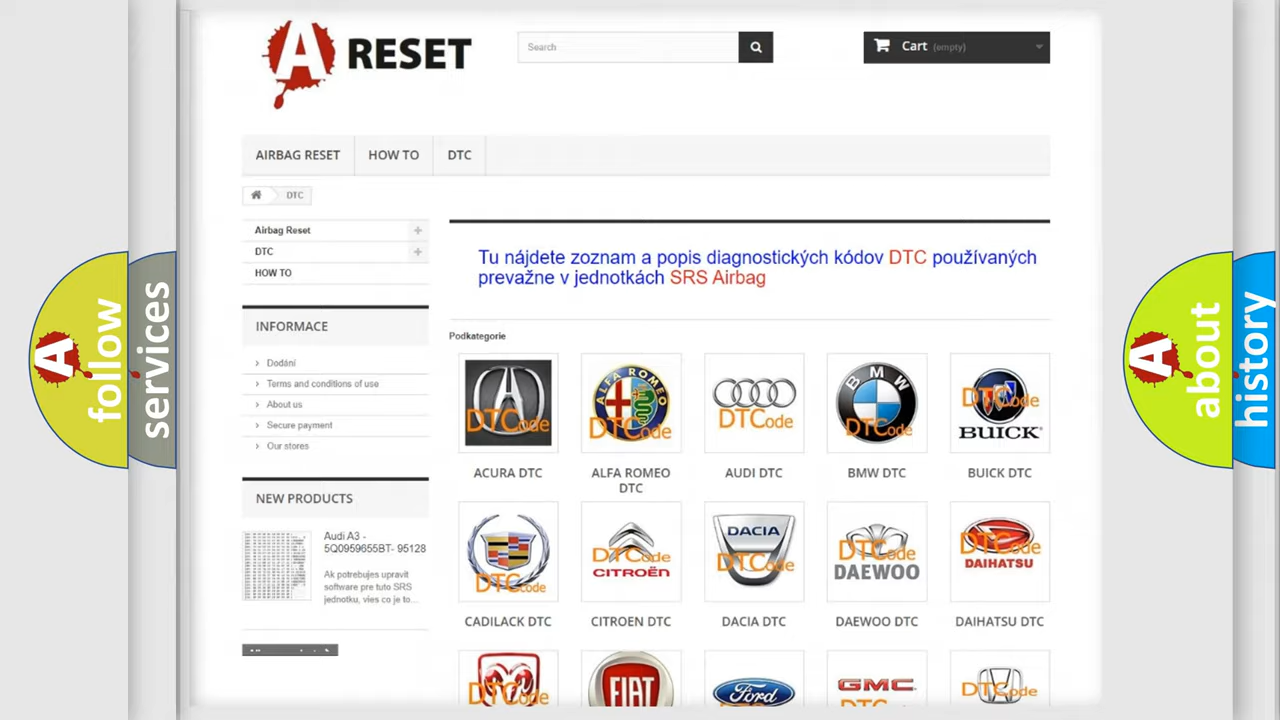 A RESET
Search
Cart (empty)
AIRBAG RESET
HOW TO
DTC
DTC
Airbag Reset
DTC
HOW TO
INFORMACE
Dodání
Terms and conditions of use
About us
Secure payment
Our stores
NEW PRODUCTS
Audi A3 -
5Q0959655BT- 95128
Ak potrebujes upravit
software pre tuto SRS
jednotku, vies co je to...
Tu nájdete zoznam a popis diagnostických kódov DTC používaných
prevažne v jednotkách SRS Airbag
Podkategorie
DTCode
ALFA ROMEO
DTCode
DTCode
BMW
DTCode
DTCode
BUICK
ACURA DTC
ALFA ROMEO
DTC
AUDI DTC
BMW DTC
BUICK DTC
DTCode
DTCode
CITROËN
DACIA
DTCode
DTCode
DAEWOO
DTCode
DAIHATSU
CADILACK DTC
CITROEN DTC
DACIA DTC
DAEWOO DTC
DAIHATSU DTC
DTCode
FIAT
Ford
GMC
DTCode
A follow
services
A about
history